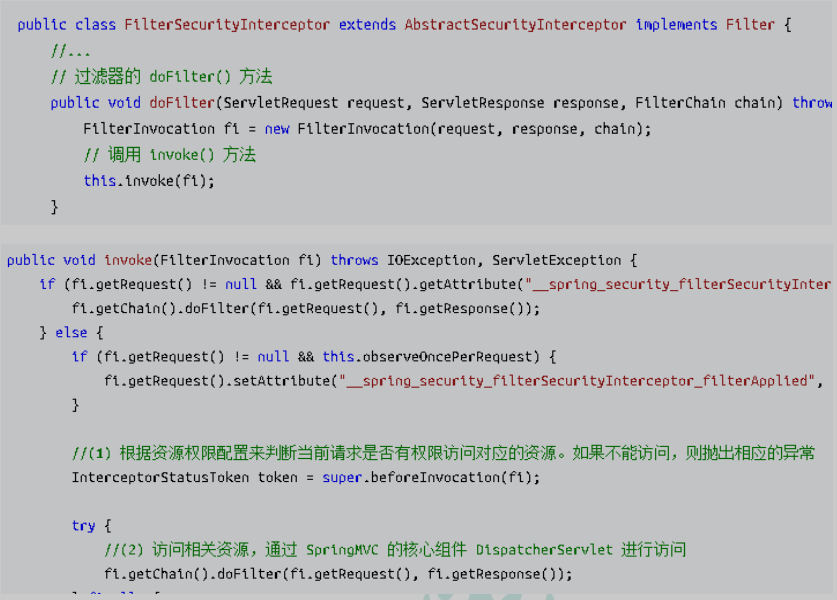 public class FilterSecurityInterceptor extends AbstractSecurityInterceptor implements Filter {
//...
// 过滤器的 doFilter() 方法
public void doFilter(ServletRequest request, ServletResponse response, FilterChain chain) throw
FilterInvocation fi = new FilterInvocation(request, response, chain);
// 调用 invoke() 方法
this.invoke(fi);
}
public void invoke(FilterInvocation fi) throws IOException, ServletException {
if (fi.getRequest() != null && fi.getRequest().getAttribute("__spring_security_filterSecurityInter
fi.getChain().doFilter(fi.getRequest(), fi.getResponse());
} else {
if (fi.getRequest() != null && this.observeOncePerRequest) {
fi.getRequest().setAttribute("__spring_security_filterSecurityInterceptor_filterApplied",
}
//(1) 根据资源权限配置来判断当前请求是否有权限访问对应的资源。如果不能访问，则抛出相应的异常
InterceptorStatusToken token = super.beforeInvocation(fi);
try {
//(2) 访问相关资源，通过 SpringMVC 的核心组件 DispatcherServlet 进行访问
fi.getChain().doFilter(fi.getRequest(), fi.getResponse());